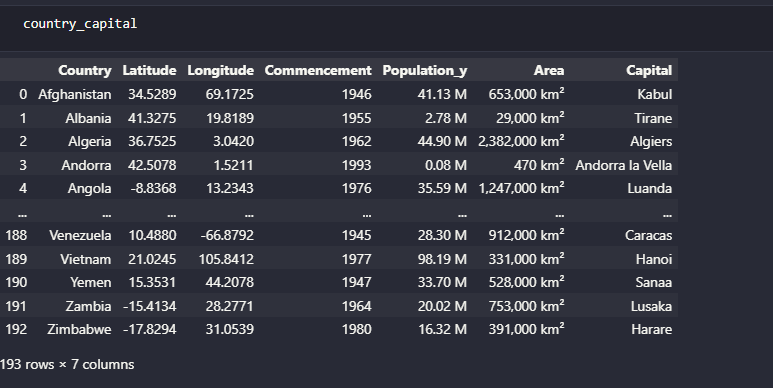 country_capital
Country Latitude Longitude Commencement Population_y Area Capital
0 Afghanistan 34.5289 69.1725 1946 41.13 M 653,000 km² Kabul
1 Albania 41.3275 19.8189 1955 2.78 M 29,000 km² Tirane
2 Algeria 36.7525 3.0420 1962 44.90 M 2,382,000 km² Algiers
3 Andorra 42.5078 1.5211 1993 0.08 M 470 km² Andorra la Vella
4 Angola -8.8368 13.2343 1976 35.59 M 1,247,000 km² Luanda
... ... ... ... ... ... ... ...
188 Venezuela 10.4880 -66.8792 1945 28.30 M 912,000 km² Caracas
189 Vietnam 21.0245 105.8412 1977 98.19 M 331,000 km² Hanoi
190 Yemen 15.3531 44.2078 1947 33.70 M 528,000 km² Sanaa
191 Zambia -15.4134 28.2771 1964 20.02 M 753,000 km² Lusaka
192 Zimbabwe -17.8294 31.0539 1980 16.32 M 391,000 km² Harare
193 rows × 7 columns